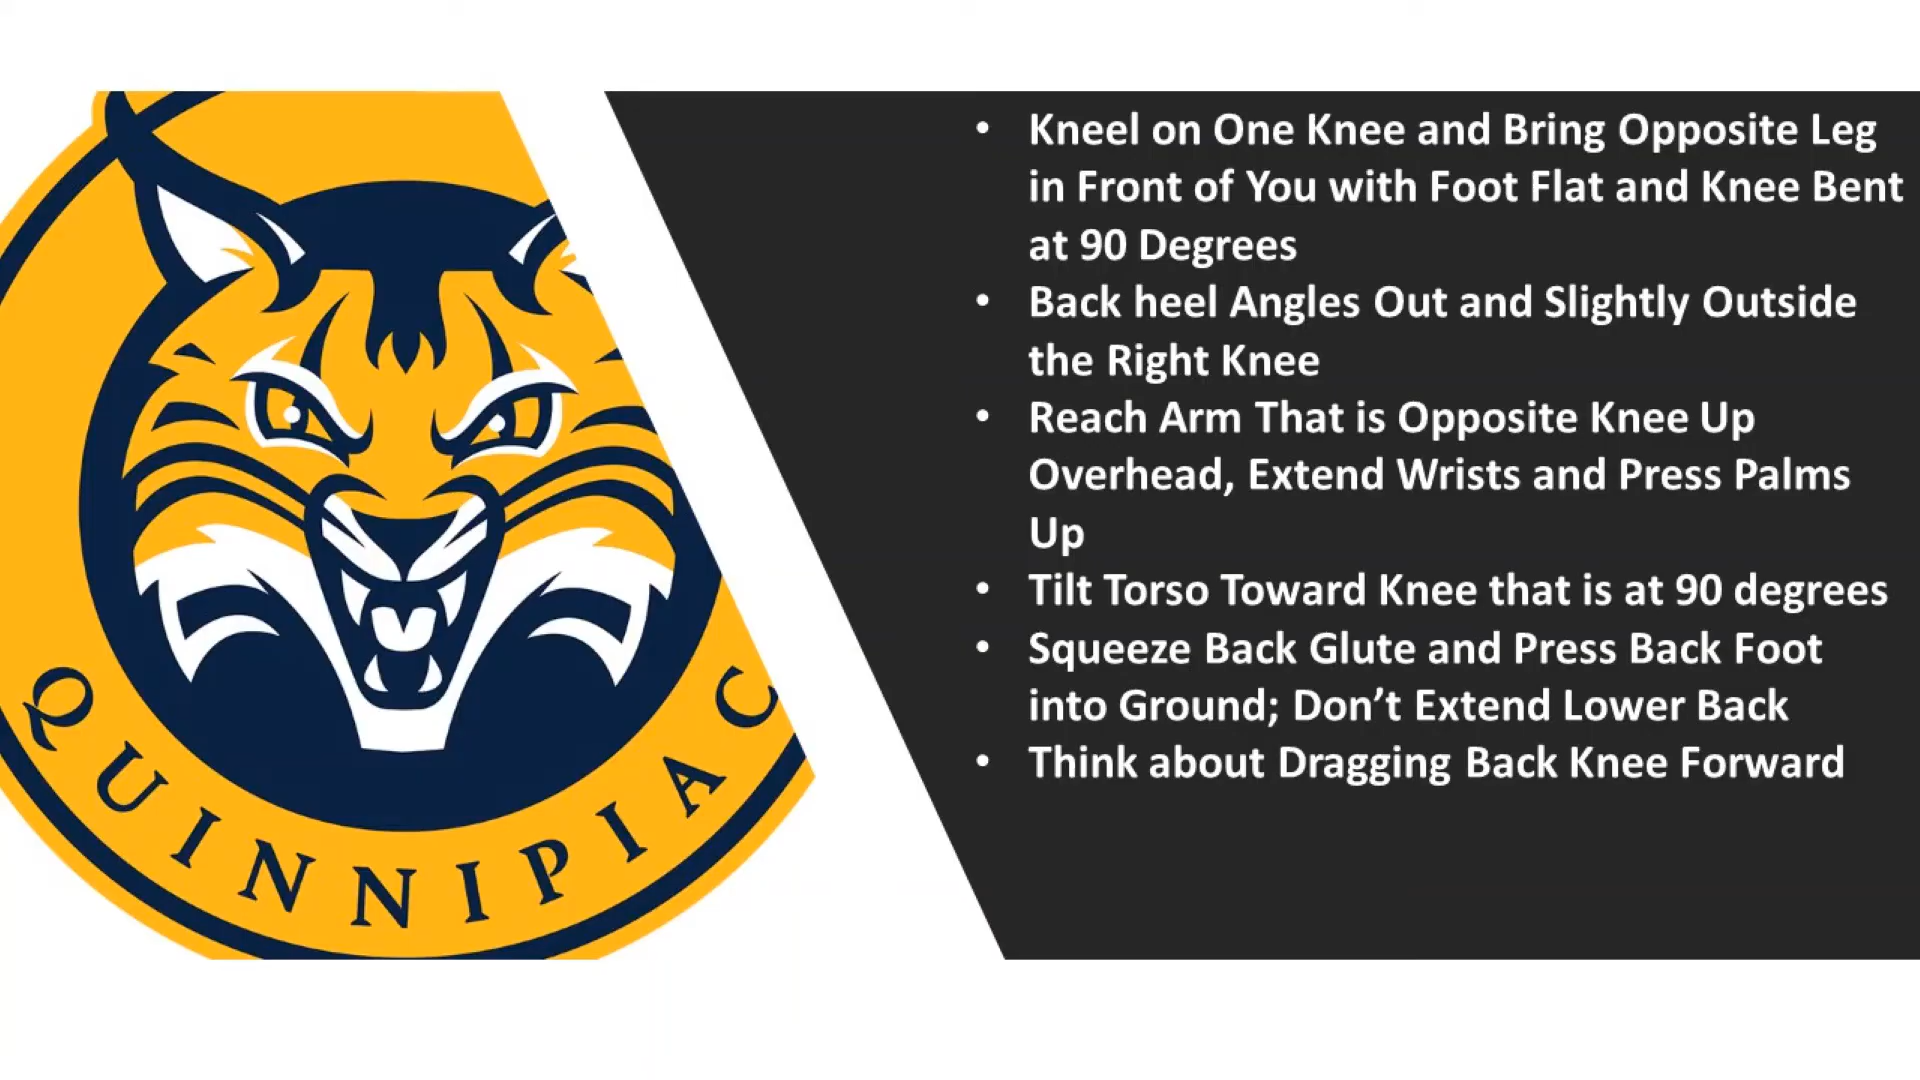 QUINNIPIAC
• Kneel on One Knee and Bring Opposite Leg
in Front of You with Foot Flat and Knee Bent
at 90 Degrees
• Back heel Angles Out and Slightly Outside
the Right Knee
• Reach Arm That is Opposite Knee Up
Overhead, Extend Wrists and Press Palms
Up
• Tilt Torso Toward Knee that is at 90 degrees
• Squeeze Back Glute and Press Back Foot
into Ground; Don’t Extend Lower Back
• Think about Dragging Back Knee Forward